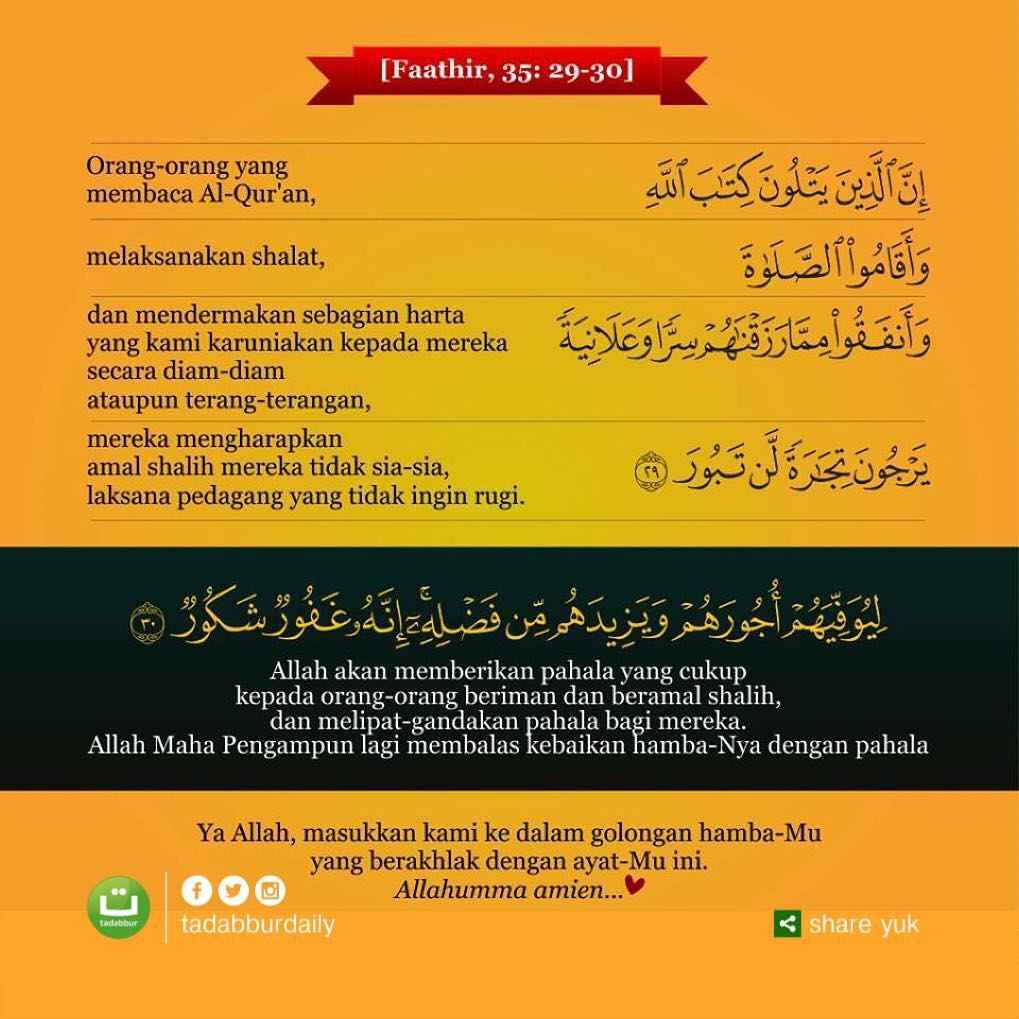 [Faathir, 35: 29-30]
Orang-orang yang
membaca Al-Qur'an,
إِنَّ ٱلَّذِينَ يَتْلُونَ كِتَٰبَ ٱللَّهِ
melaksanakan shalat,
وَأَقَامُوا۟ ٱلصَّلَوٰةَ
dan mendermakan sebagian harta
yang kami karuniakan kepada mereka
secara diam-diam
ataupun terang-terangan,
وَأَنفَقُوا۟ مِمَّا رَزَقْنَٰهُمْ سِرًّا وَعَلَانِيَةً
mereka mengharapkan
amal shalih mereka tidak sia-sia,
laksana pedagang yang tidak ingin rugi.
يَرْجُونَ تِجَٰرَةً لَّن تَبُورَ ٢٩
لِيُوَفِّيَهُمْ أُجُورَهُمْ وَيَزِيدَهُم مِّن فَضْلِهِۦٓ ۚ إِنَّهُۥ غَفُورٌ شَكُورٌ ٣٠
Allah akan memberikan pahala yang cukup
kepada orang-orang beriman dan beramal shalih,
dan melipat-gandakan pahala bagi mereka.
Allah Maha Pengampun lagi membalas kebaikan hamba-Nya dengan pahala
Ya Allah, masukkan kami ke dalam golongan hamba-Mu
yang berakhlak dengan ayat-Mu ini.
Allahumma amien...
ت
tadabbur
tadabburdaily
share yuk